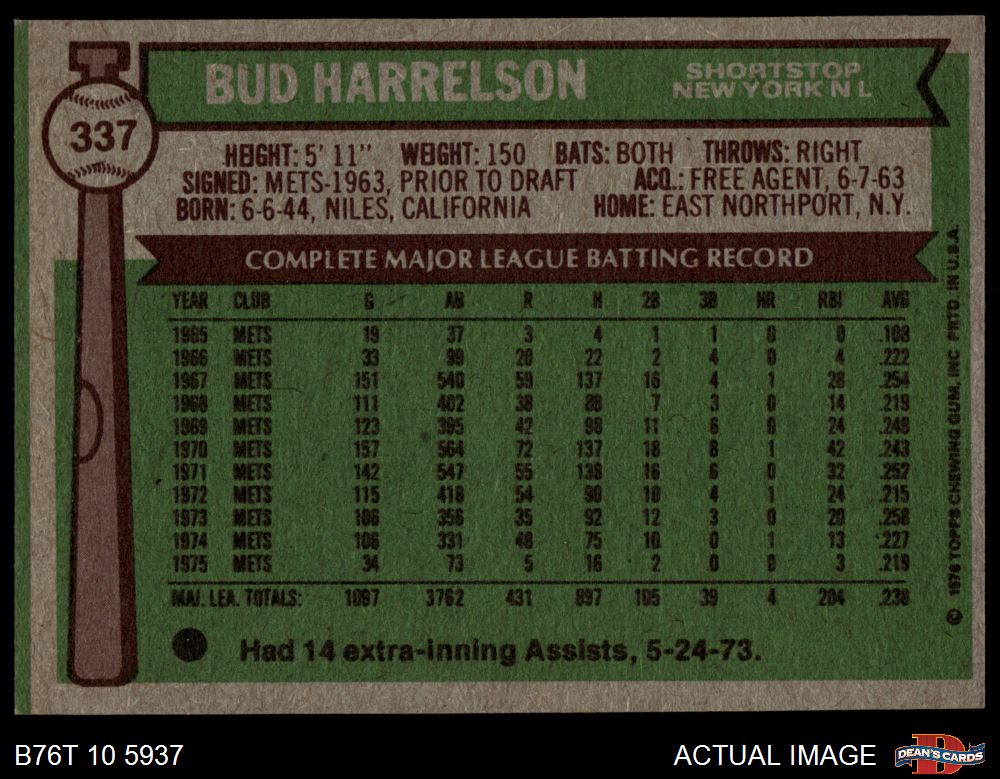 337
BUD HARRELSON
SHORTSTOP
NEW YORK N L
HEIGHT: 5' 11" WEIGHT: 150 BATS: BOTH THROWS: RIGHT
SIGNED: METS-1963, PRIOR TO DRAFT ACQ.: FREE AGENT, 6-7-63
BORN: 6-6-44, NILES, CALIFORNIA HOME: EAST NORTHPORT, N.Y.
COMPLETE MAJOR LEAGUE BATTING RECORD
YEAR CLUB G AB R H 2B 3B HR RBI AVG
1965 METS 19 37 3 4 1 1 0 0 .108
1966 METS 33 99 20 22 2 4 0 4 .222
1967 METS 151 540 59 137 16 4 1 28 .254
1968 METS 111 402 38 88 7 3 0 14 .219
1969 METS 123 395 42 98 11 6 0 24 .248
1970 METS 157 564 72 137 18 8 1 42 .243
1971 METS 142 547 55 138 16 6 0 32 .252
1972 METS 115 418 54 90 10 4 1 24 .215
1973 METS 106 356 35 92 12 3 0 20 .258
1974 METS 106 331 48 75 10 0 1 13 .227
1975 METS 34 73 5 16 2 0 0 3 .219
MAJ. LEA. TOTALS: 1097 3762 431 897 105 39 4 204 .238
Had 14 extra-inning Assists, 5-24-73.
© 1976 TOPPS CHEWING GUM, INC PRTD. IN U.S.A.
B76T 10 5937
ACTUAL IMAGE
DEAN'S CARDS